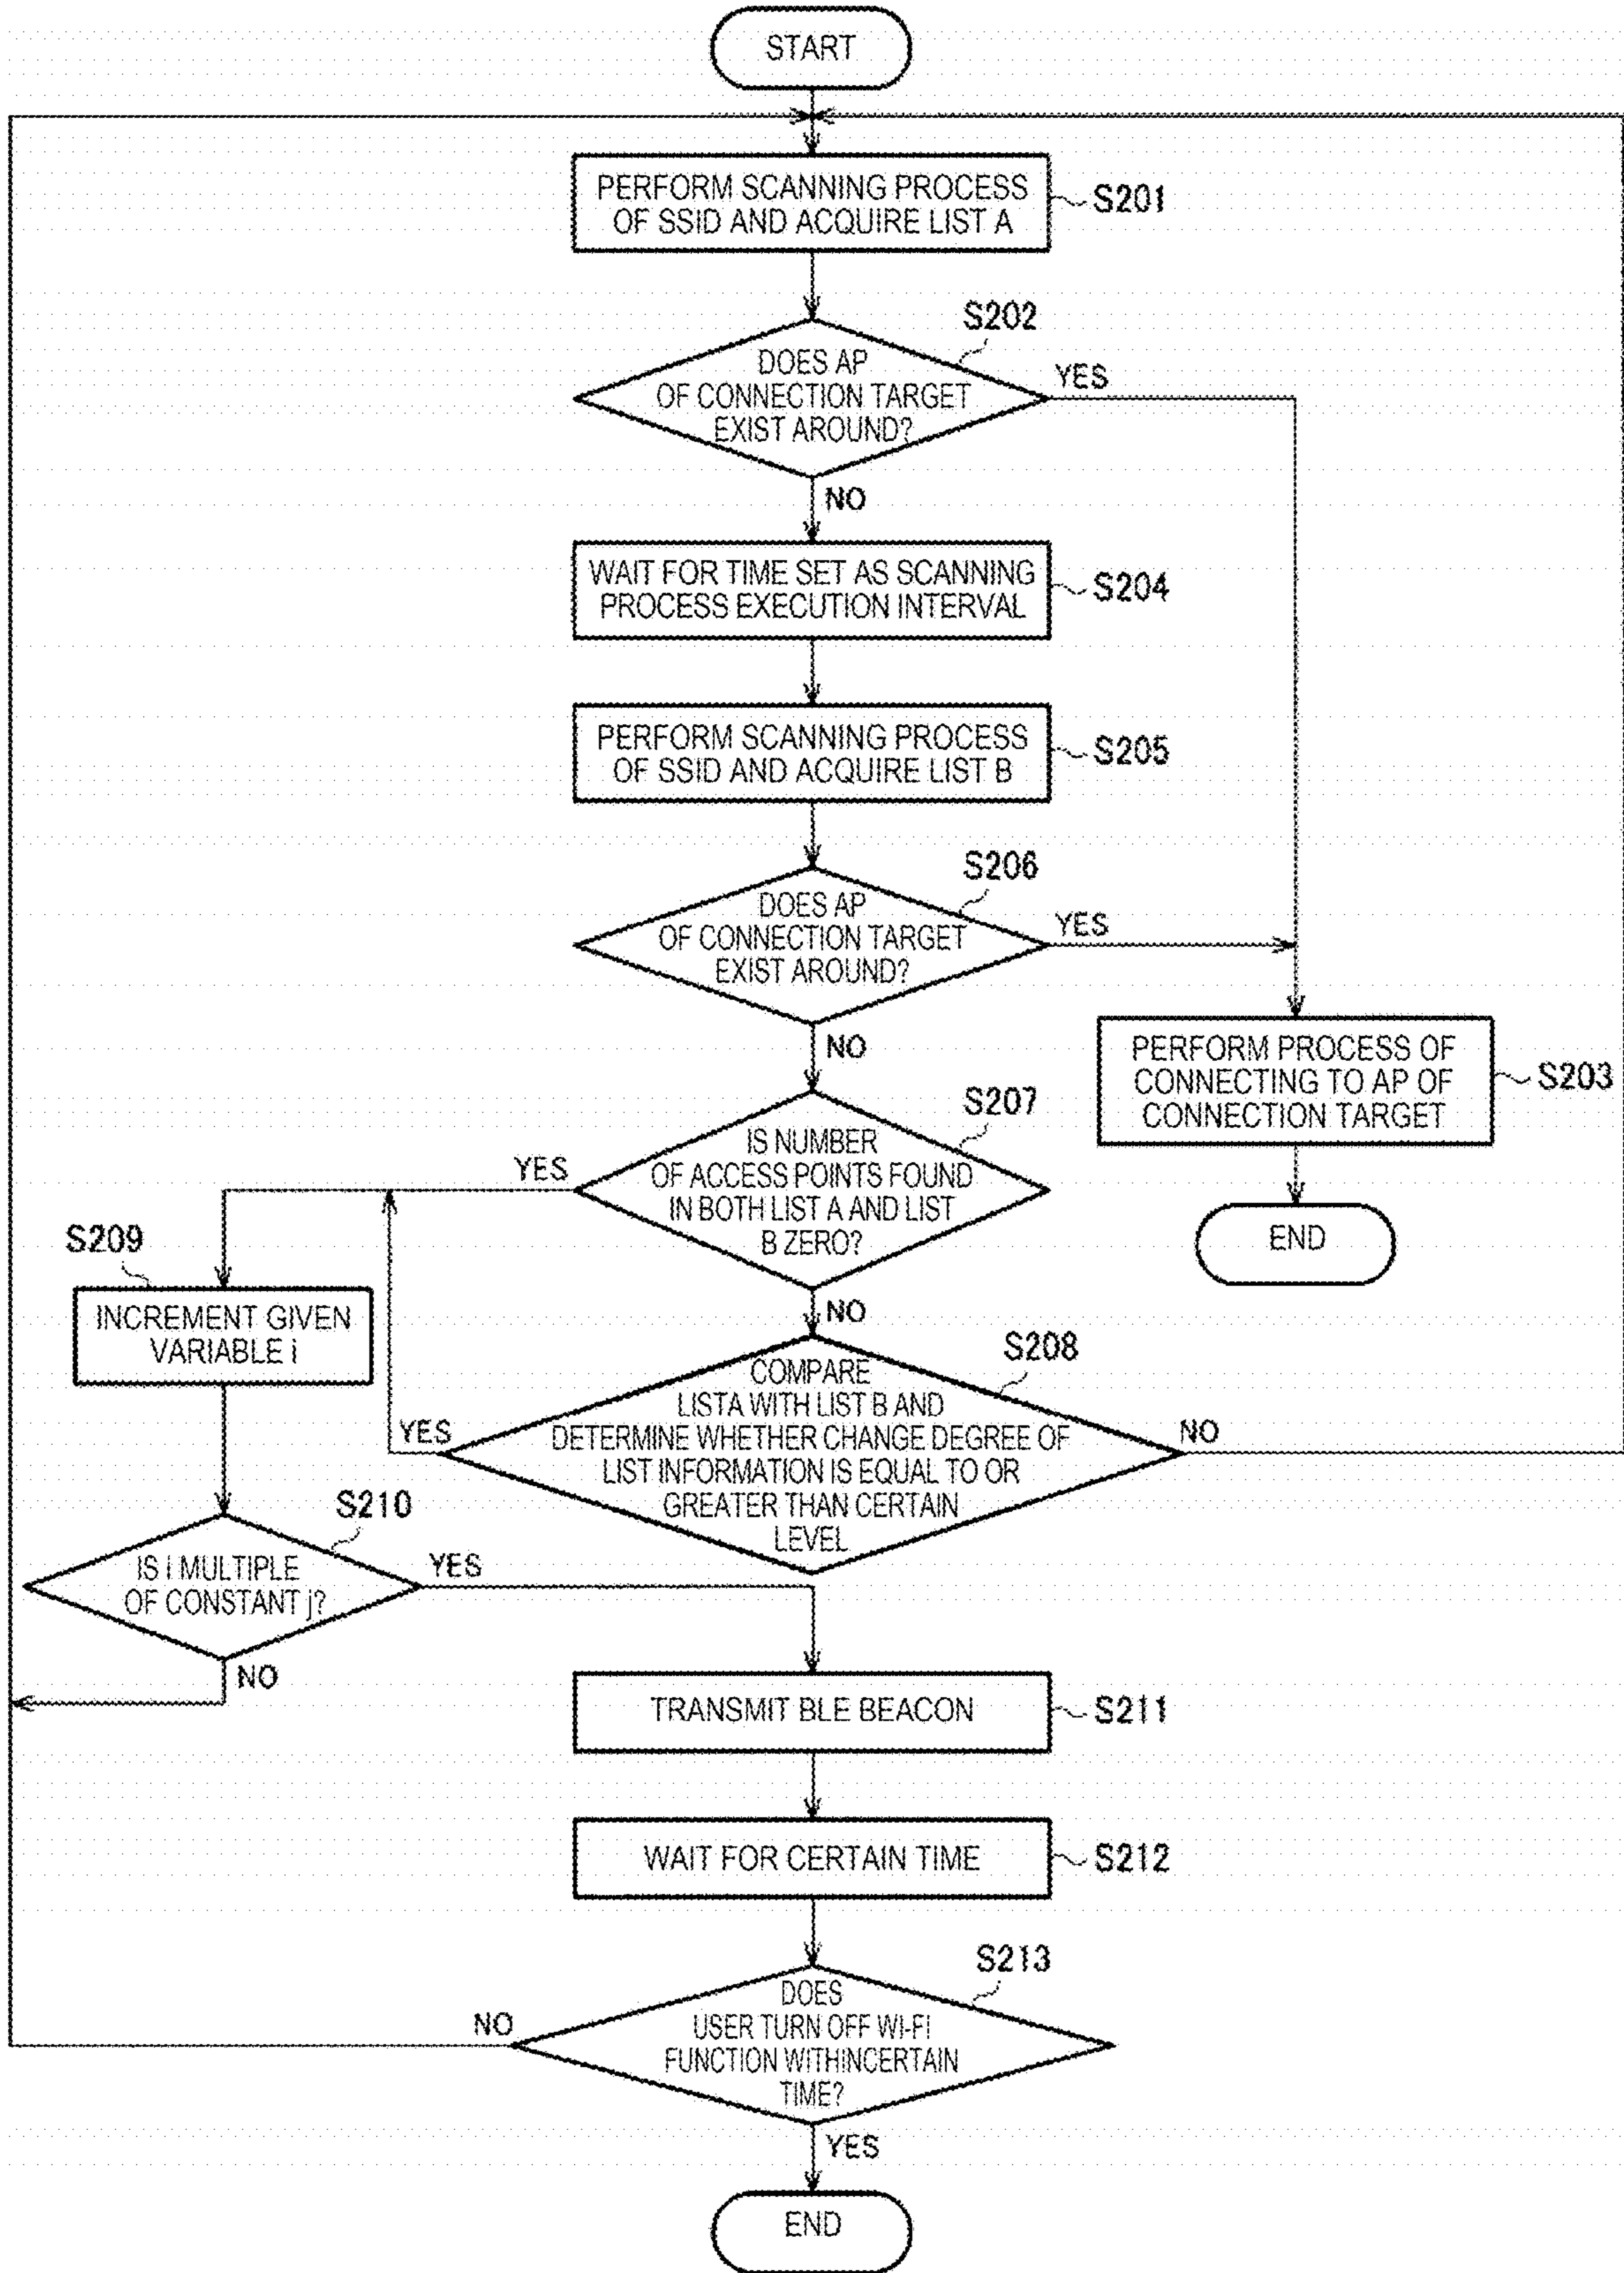 START
PERFORM SCANNING PROCESS
OF SSID AND ACQUIRE LIST A
S201
S202
DOES AP
OF CONNECTION TARGET
EXIST AROUND?
YES
NO
WAIT FOR TIME SET AS SCANNING
PROCESS EXECUTION INTERVAL
S204
PERFORM SCANNING PROCESS
OF SSID AND ACQUIRE LIST B
S205
S206
DOES AP
OF CONNECTION TARGET
EXIST AROUND?
YES
NO
PERFORM PROCESS OF
CONNECTING TO AP OF
CONNECTION TARGET
S203
END
S207
IS NUMBER
OF ACCESS POINTS FOUND
IN BOTH LIST A AND LIST
B ZERO?
YES
NO
S209
INCREMENT GIVEN
VARIABLE i
S208
COMPARE
LISTA WITH LIST B AND
DETERMINE WHETHER CHANGE DEGREE OF
LIST INFORMATION IS EQUAL TO OR
GREATER THAN CERTAIN
LEVEL
YES
NO
S210
IS i MULTIPLE
OF CONSTANT j?
YES
NO
TRANSMIT BLE BEACON
S211
WAIT FOR CERTAIN TIME
S212
S213
DOES
USER TURN OFF WI-FI
FUNCTION WITHINCERTAIN
TIME?
NO
YES
END